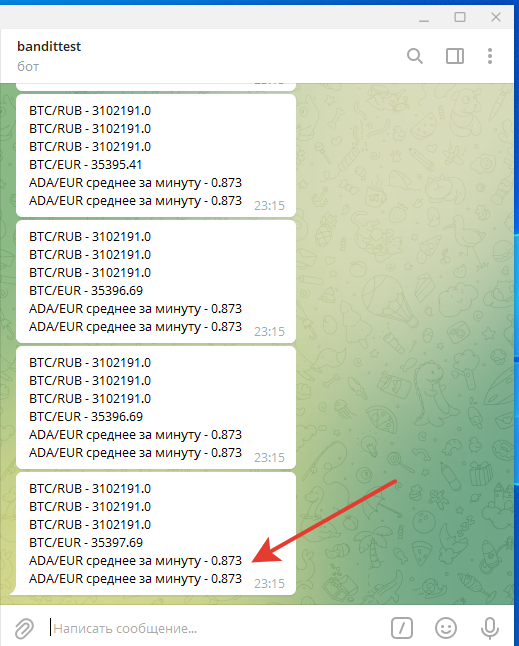 bandittest
бот
BTC/RUB - 3102191.0
BTC/RUB - 3102191.0
BTC/RUB - 3102191.0
BTC/EUR - 35395.41
ADA/EUR среднее за минуту - 0.873
ADA/EUR среднее за минуту - 0.873
23:15
BTC/RUB - 3102191.0
BTC/RUB - 3102191.0
BTC/RUB - 3102191.0
BTC/EUR - 35396.69
ADA/EUR среднее за минуту - 0.873
ADA/EUR среднее за минуту - 0.873
23:15
BTC/RUB - 3102191.0
BTC/RUB - 3102191.0
BTC/RUB - 3102191.0
BTC/EUR - 35396.69
ADA/EUR среднее за минуту - 0.873
ADA/EUR среднее за минуту - 0.873
23:15
BTC/RUB - 3102191.0
BTC/RUB - 3102191.0
BTC/RUB - 3102191.0
BTC/EUR - 35397.69
ADA/EUR среднее за минуту - 0.873
ADA/EUR среднее за минуту - 0.873
23:15
Написать сообщение...